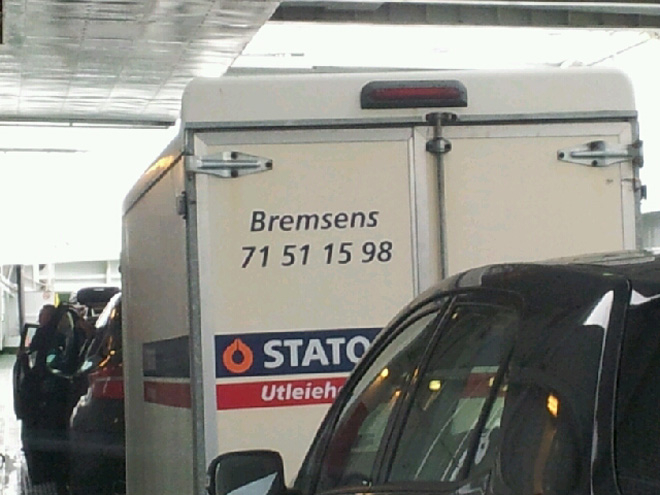 Bremsens
71 51 15 98
STATO
Utleieh